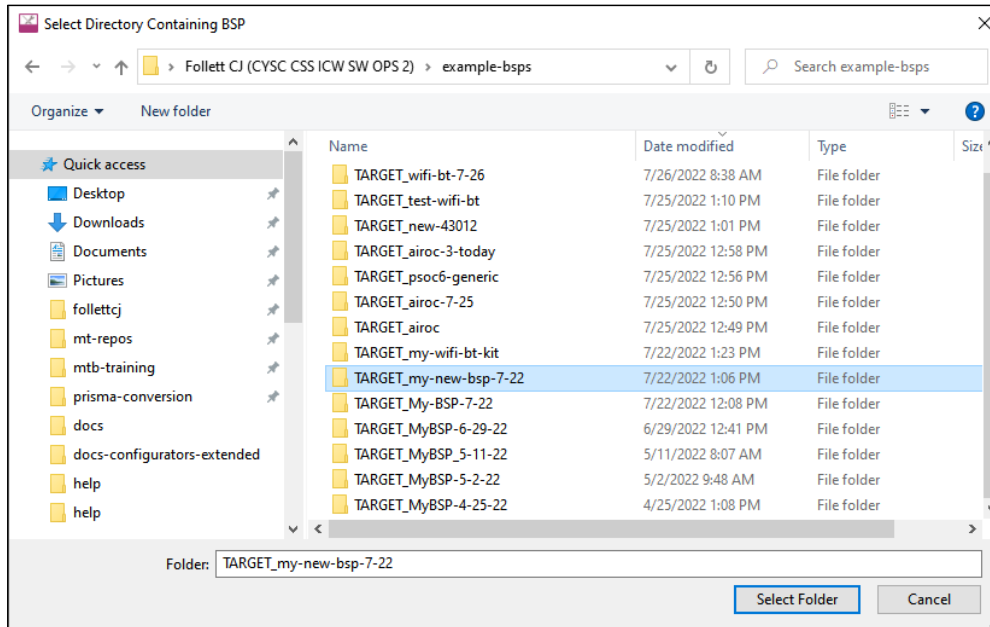 Select Directory Containing BSP
Follett CJ (CYSC CSS ICW SW OPS 2) > example-bsps
Search example-bsps
Organize
New folder
Name Date modified Type Size
Quick access
Desktop
Downloads
Documents
Pictures
follettcj
mt-repos
mtb-training
prisma-conversion
docs
docs-configurators-extended
help
help
TARGET_wifi-bt-7-26 7/26/2022 8:38 AM File folder
TARGET_test-wifi-bt 7/25/2022 1:10 PM File folder
TARGET_new-43012 7/25/2022 1:01 PM File folder
TARGET_airoc-3-today 7/25/2022 12:58 PM File folder
TARGET_psoc6-generic 7/25/2022 12:56 PM File folder
TARGET_airoc-7-25 7/25/2022 12:50 PM File folder
TARGET_airoc 7/25/2022 12:49 PM File folder
TARGET_my-wifi-bt-kit 7/22/2022 1:23 PM File folder
TARGET_my-new-bsp-7-22 7/22/2022 1:06 PM File folder
TARGET_My-BSP-7-22 7/22/2022 12:08 PM File folder
TARGET_MyBSP-6-29-22 6/29/2022 12:41 PM File folder
TARGET_MyBSP_5-11-22 5/11/2022 8:07 AM File folder
TARGET_MyBSP-5-2-22 5/2/2022 9:48 AM File folder
TARGET_MyBSP-4-25-22 4/25/2022 1:08 PM File folder
Folder: TARGET_my-new-bsp-7-22
Select Folder
Cancel